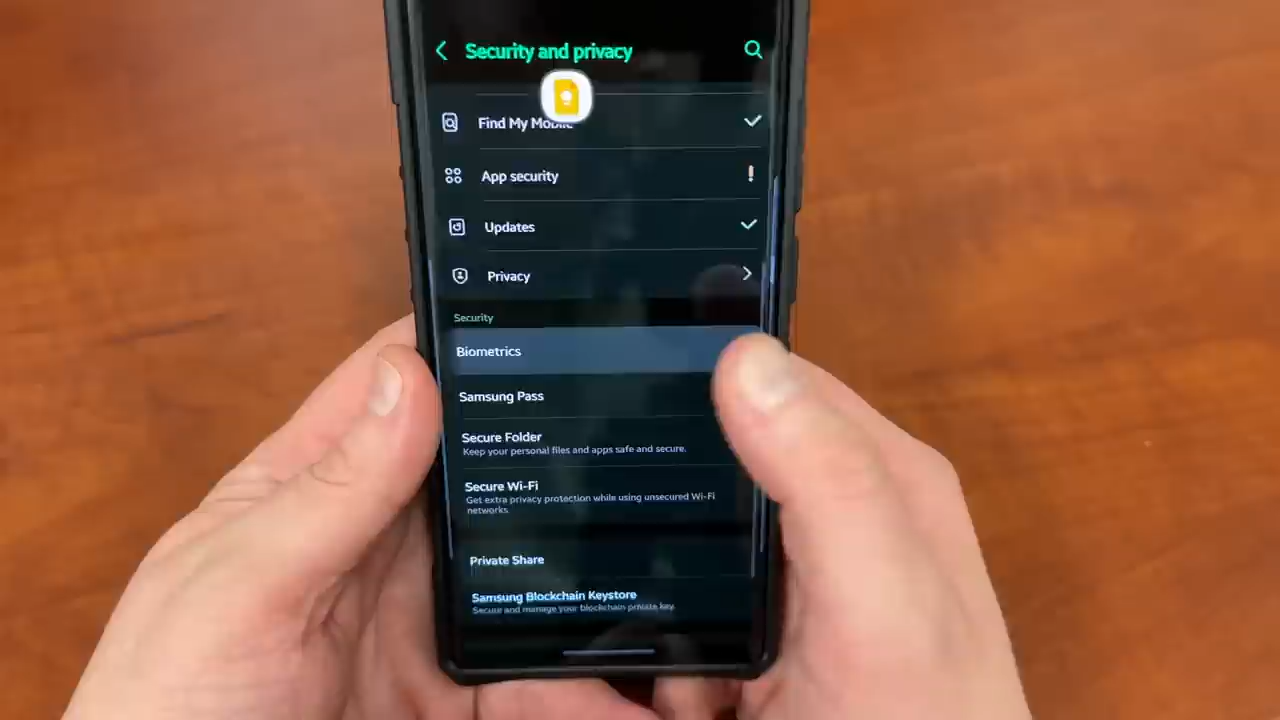 Security and privacy
Find My Mobile
App security
Updates
Privacy
Security
Biometrics
Samsung Pass
Secure Folder
Keep your personal files and apps safe and secure.
Secure Wi-Fi
Get extra privacy protection while using unsecured Wi-Fi
networks.
Private Share
Samsung Blockchain Keystore
Secure and manage your blockchain private key.